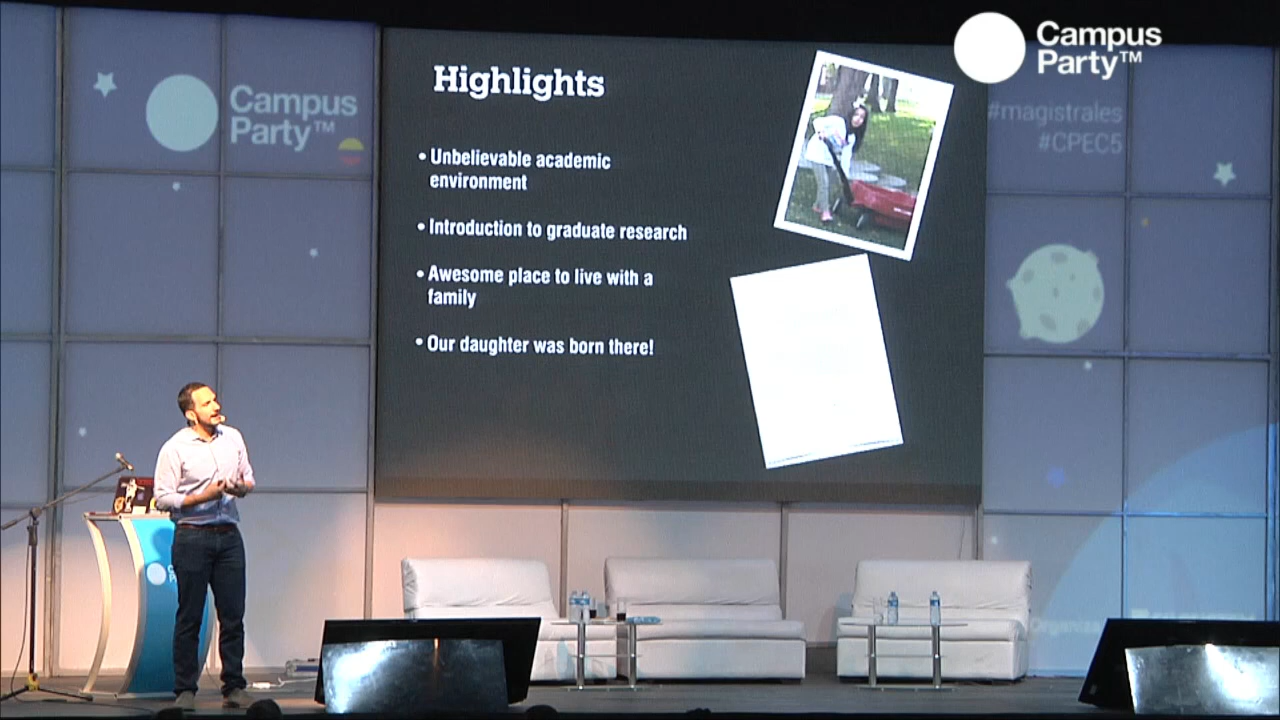 Campus
Party™
Campus
Party™
#magistrales
#CPEC5
Highlights
• Unbelievable academic
environment
• Introduction to graduate research
• Awesome place to live with a
family
• Our daughter was born there!